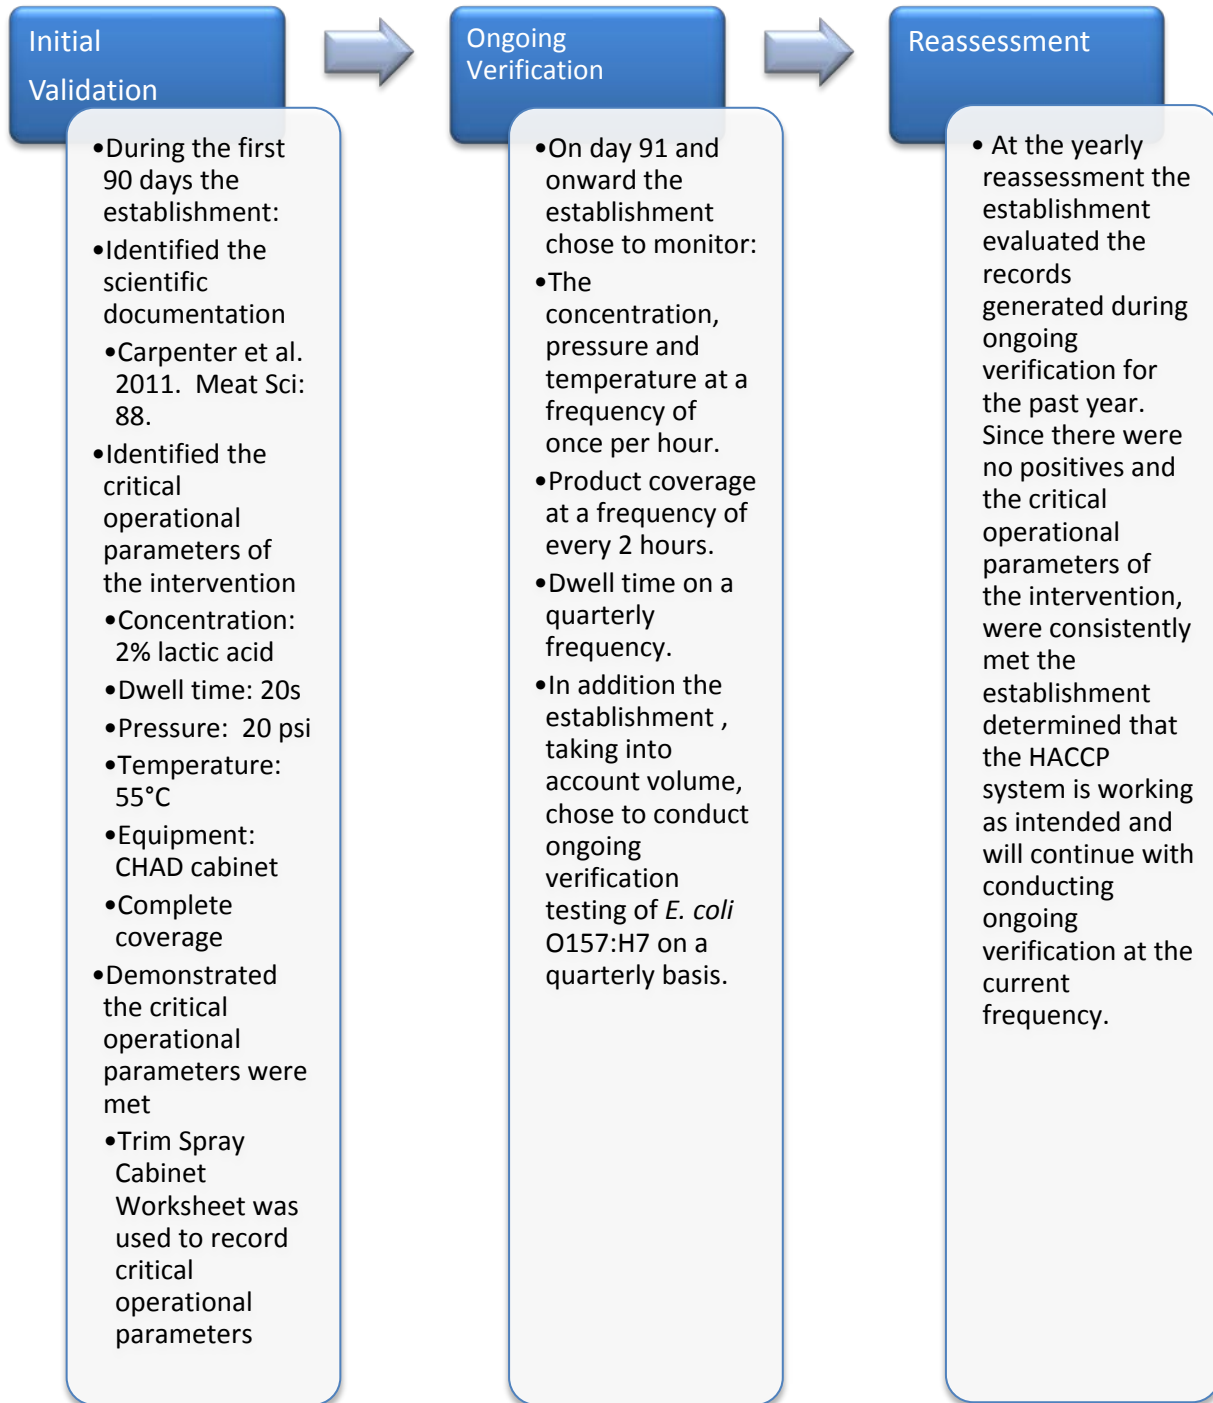 Initial
Validation
•During the first
90 days the
establishment:
•Identified the
scientific
documentation
•Carpenter et al.
2011.  Meat Sci:
88.
•Identified the
critical
operational
parameters of
the intervention
•Concentration:
2% lactic acid
•Dwell time: 20s
•Pressure:  20 psi
•Temperature:
55°C
•Equipment:
CHAD cabinet
•Complete
coverage
•Demonstrated
the critical
operational
parameters were
met
•Trim Spray
Cabinet
Worksheet was
used to record
critical
operational
parameters
Ongoing
Verification
•On day 91 and
onward the
establishment
chose to monitor:
•The
concentration,
pressure and
temperature at a
frequency of
once per hour.
•Product coverage
at a frequency of
every 2 hours.
•Dwell time on a
quarterly
frequency.
•In addition the
establishment ,
taking into
account volume,
chose to conduct
ongoing
verification
testing of E. coli
O157:H7 on a
quarterly basis.
Reassessment
• At the yearly
reassessment the
establishment
evaluated the
records
generated during
ongoing
verification for
the past year.
Since there were
no positives and
the critical
operational
parameters of
the intervention,
were consistently
met the
establishment
determined that
the HACCP
system is working
as intended and
will continue with
conducting
ongoing
verification at the
current
frequency.